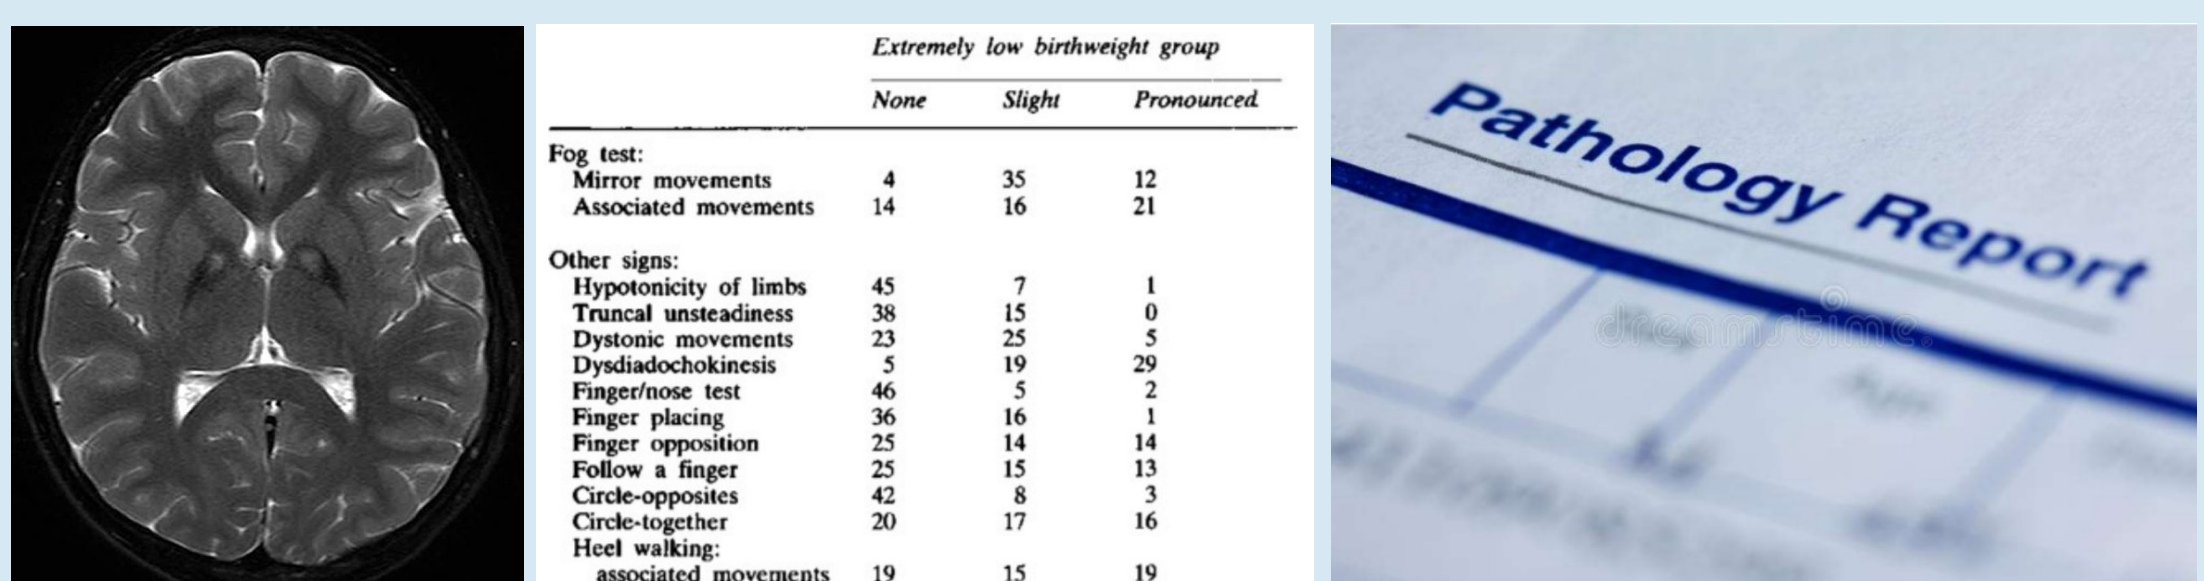 Extremely low birthweight group
None Slight Pronounced
Fog test:
Mirror movements 4 35 12
Associated movements 14 16 21
Other signs:
Hypotonicity of limbs 45 7 1
Truncal unsteadiness 38 15 0
Dystonic movements 23 25 5
Dysdiadochokinesis 5 19 29
Finger/nose test 46 5 2
Finger placing 36 16 1
Finger opposition 25 14 14
Follow a finger 25 15 13
Circle-opposites 42 8 3
Circle-together 20 17 16
Heel walking:
associated movements 19 15 19
Pathology Report
dreamstime